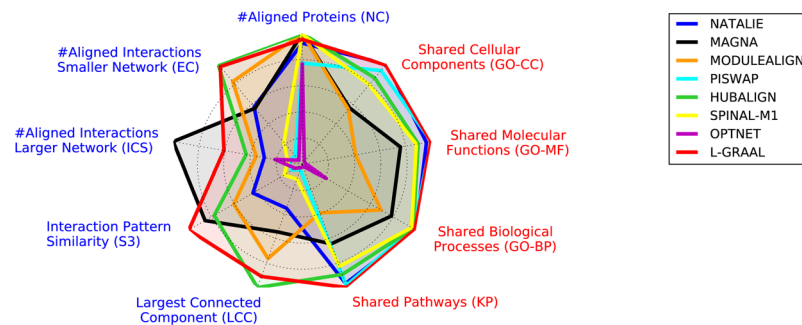 #Aligned Proteins (NC)
#Aligned Interactions
Smaller Network (EC)
Shared Cellular
Components (GO-CC)
#Aligned Interactions
Larger Network (ICS)
Shared Molecular
Functions (GO-MF)
Interaction Pattern
Similarity (S3)
Shared Biological
Processes (GO-BP)
Largest Connected
Component (LCC)
Shared Pathways (KP)
NATALIE
MAGNA
MODULEALIGN
PISWAP
HUBALIGN
SPINAL-M1
OPTNET
L-GRAAL